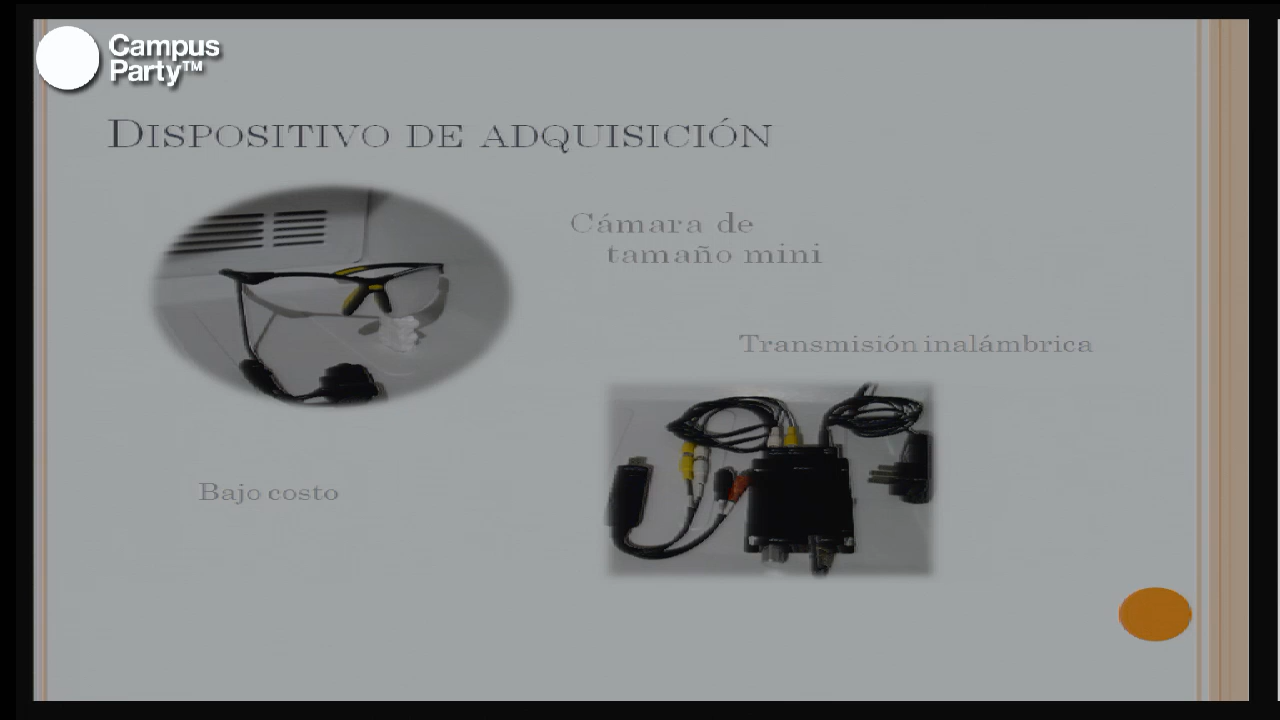 Campus
Party™
Dispositivo de adquisición
Cámara de
tamaño mini
Transmisión inalámbrica
Bajo costo